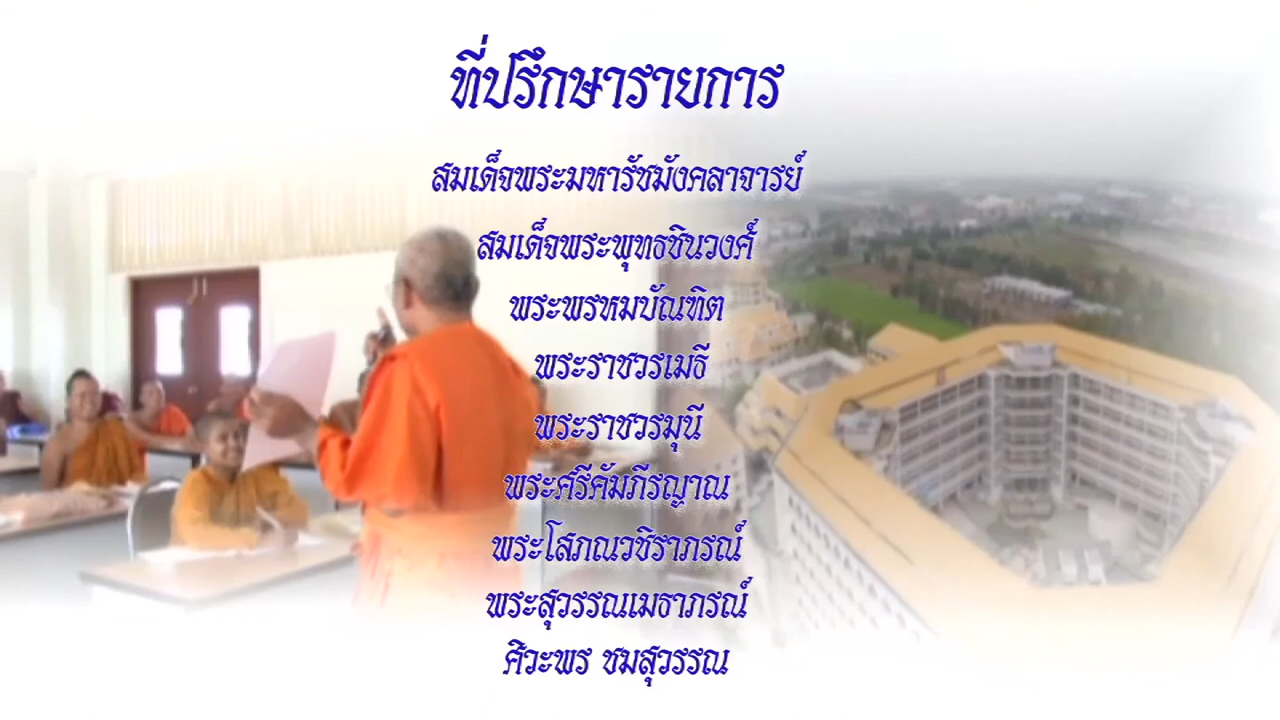 ที่ปรึกษารายการ
สมเด็จพระมหารัชมังคลาจารย์
สมเด็จพระพุทธชินวงศ์
พระพรหมบัณฑิต
พระราชวรเมธี
พระราชวรมุนี
พระศรีคัมภีรญาณ
พระโสภณวชิราภรณ์
พระสุวรรณเมธาภรณ์
ศิวะพร ชมสุวรรณ